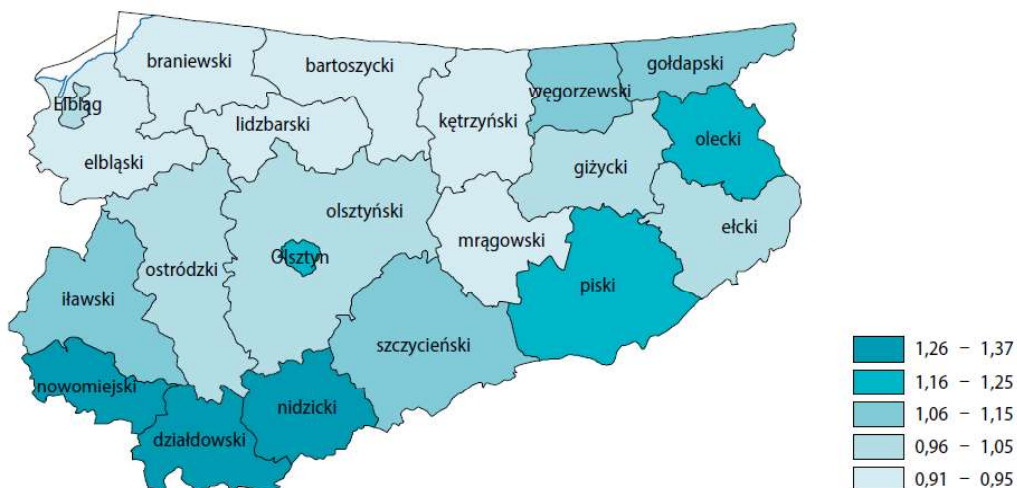 braniewski
bartoszycki
gołdapski
węgorzewski
Elbląg
kętrzyński
lidzbarski
olecki
elbląski
giżycki
olsztyński
ełcki
mrągowski
Olsztyn
ostródzki
piski
iławski
szczycieński
nowomiejski
nidzicki
działdowski
1,26 – 1,37
1,16 – 1,25
1,06 – 1,15
0,96 – 1,05
0,91 – 0,95